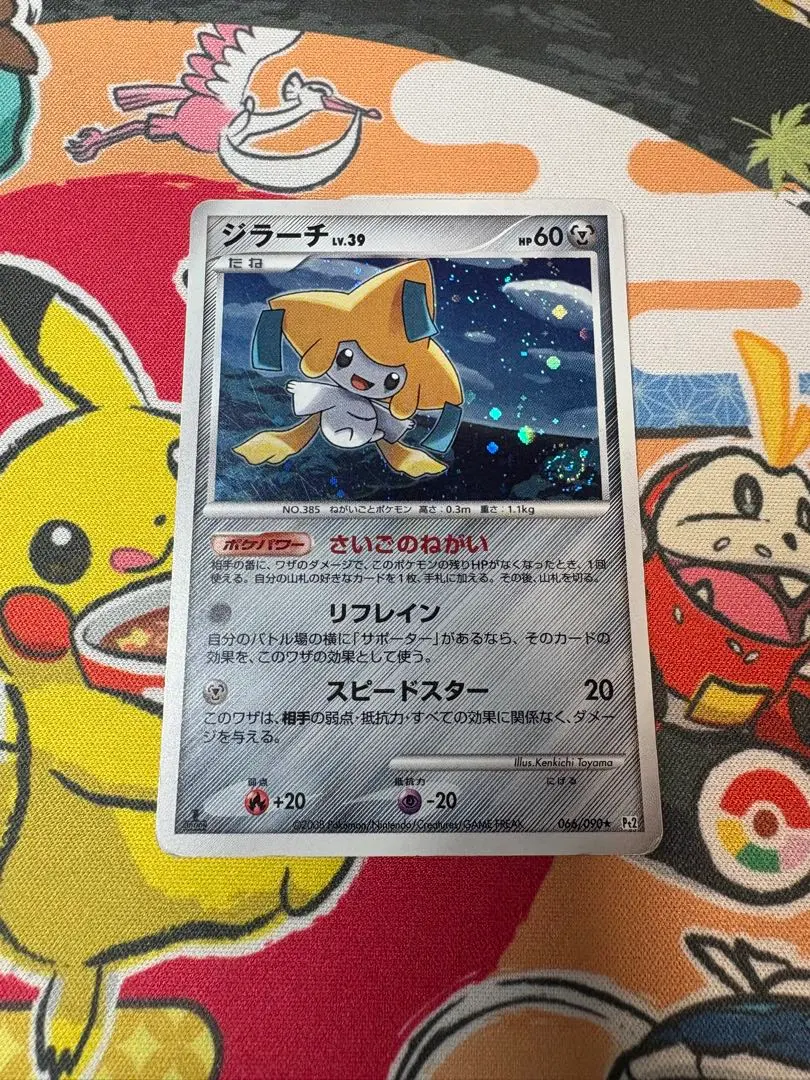 ジラーチ LV.39 HP60
たね
NO.385 ねがいごとポケモン 高さ:0.3m 重さ:1.1kg
ポケパワー さいごのねがい
相手の番に、ワザのダメージで、このポケモンの残りHPがなくなったとき、1回
使える。自分の山札の好きなカードを1枚、手札に加える。その後、山札を切る。
リフレイン
自分のバトル場の横に「サポーター」があるなら、そのカードの
効果を、このワザの効果として使う。
スピードスター 20
このワザは、相手の弱点・抵抗力・すべての効果に関係なく、ダメー
ジを与える。
Illus.Kenkichi Toyama
弱点 抵抗力 にげる
+20 -20
©2008 Pokémon/Nintendo/Creatures/GAME FREAK. 066/090★ Pt2